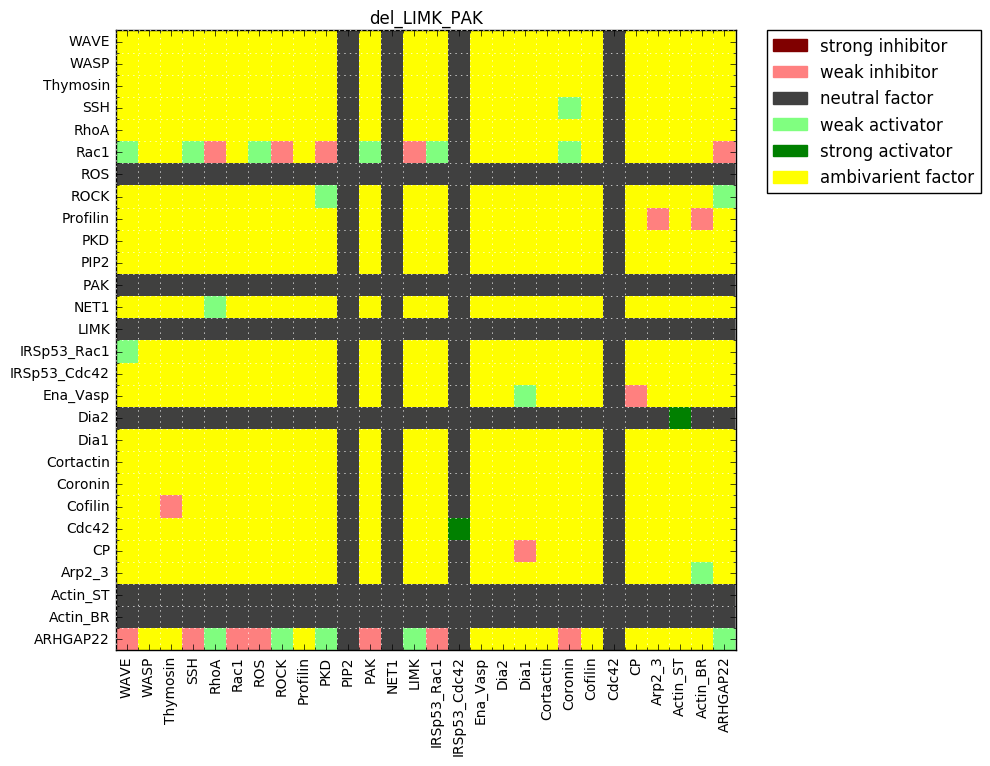 del_LIMK_PAK
strong inhibitor
weak inhibitor
neutral factor
weak activator
strong activator
ambivarient factor
WAVE
WASP
Thymosin
SSH
RhoA
Rac1
ROS
ROCK
Profilin
PKD
PIP2
PAK
NET1
LIMK
IRSp53_Rac1
IRSp53_Cdc42
Ena_Vasp
Dia2
Dia1
Cortactin
Coronin
Cofilin
Cdc42
CP
Arp2_3
Actin_ST
Actin_BR
ARHGAP22
WAVE
WASP
Thymosin
SSH
RhoA
Rac1
ROS
ROCK
Profilin
PKD
PIP2
PAK
NET1
LIMK
IRSp53_Rac1
IRSp53_Cdc42
Ena_Vasp
Dia2
Dia1
Cortactin
Coronin
Cofilin
Cdc42
CP
Arp2_3
Actin_ST
Actin_BR
ARHGAP22